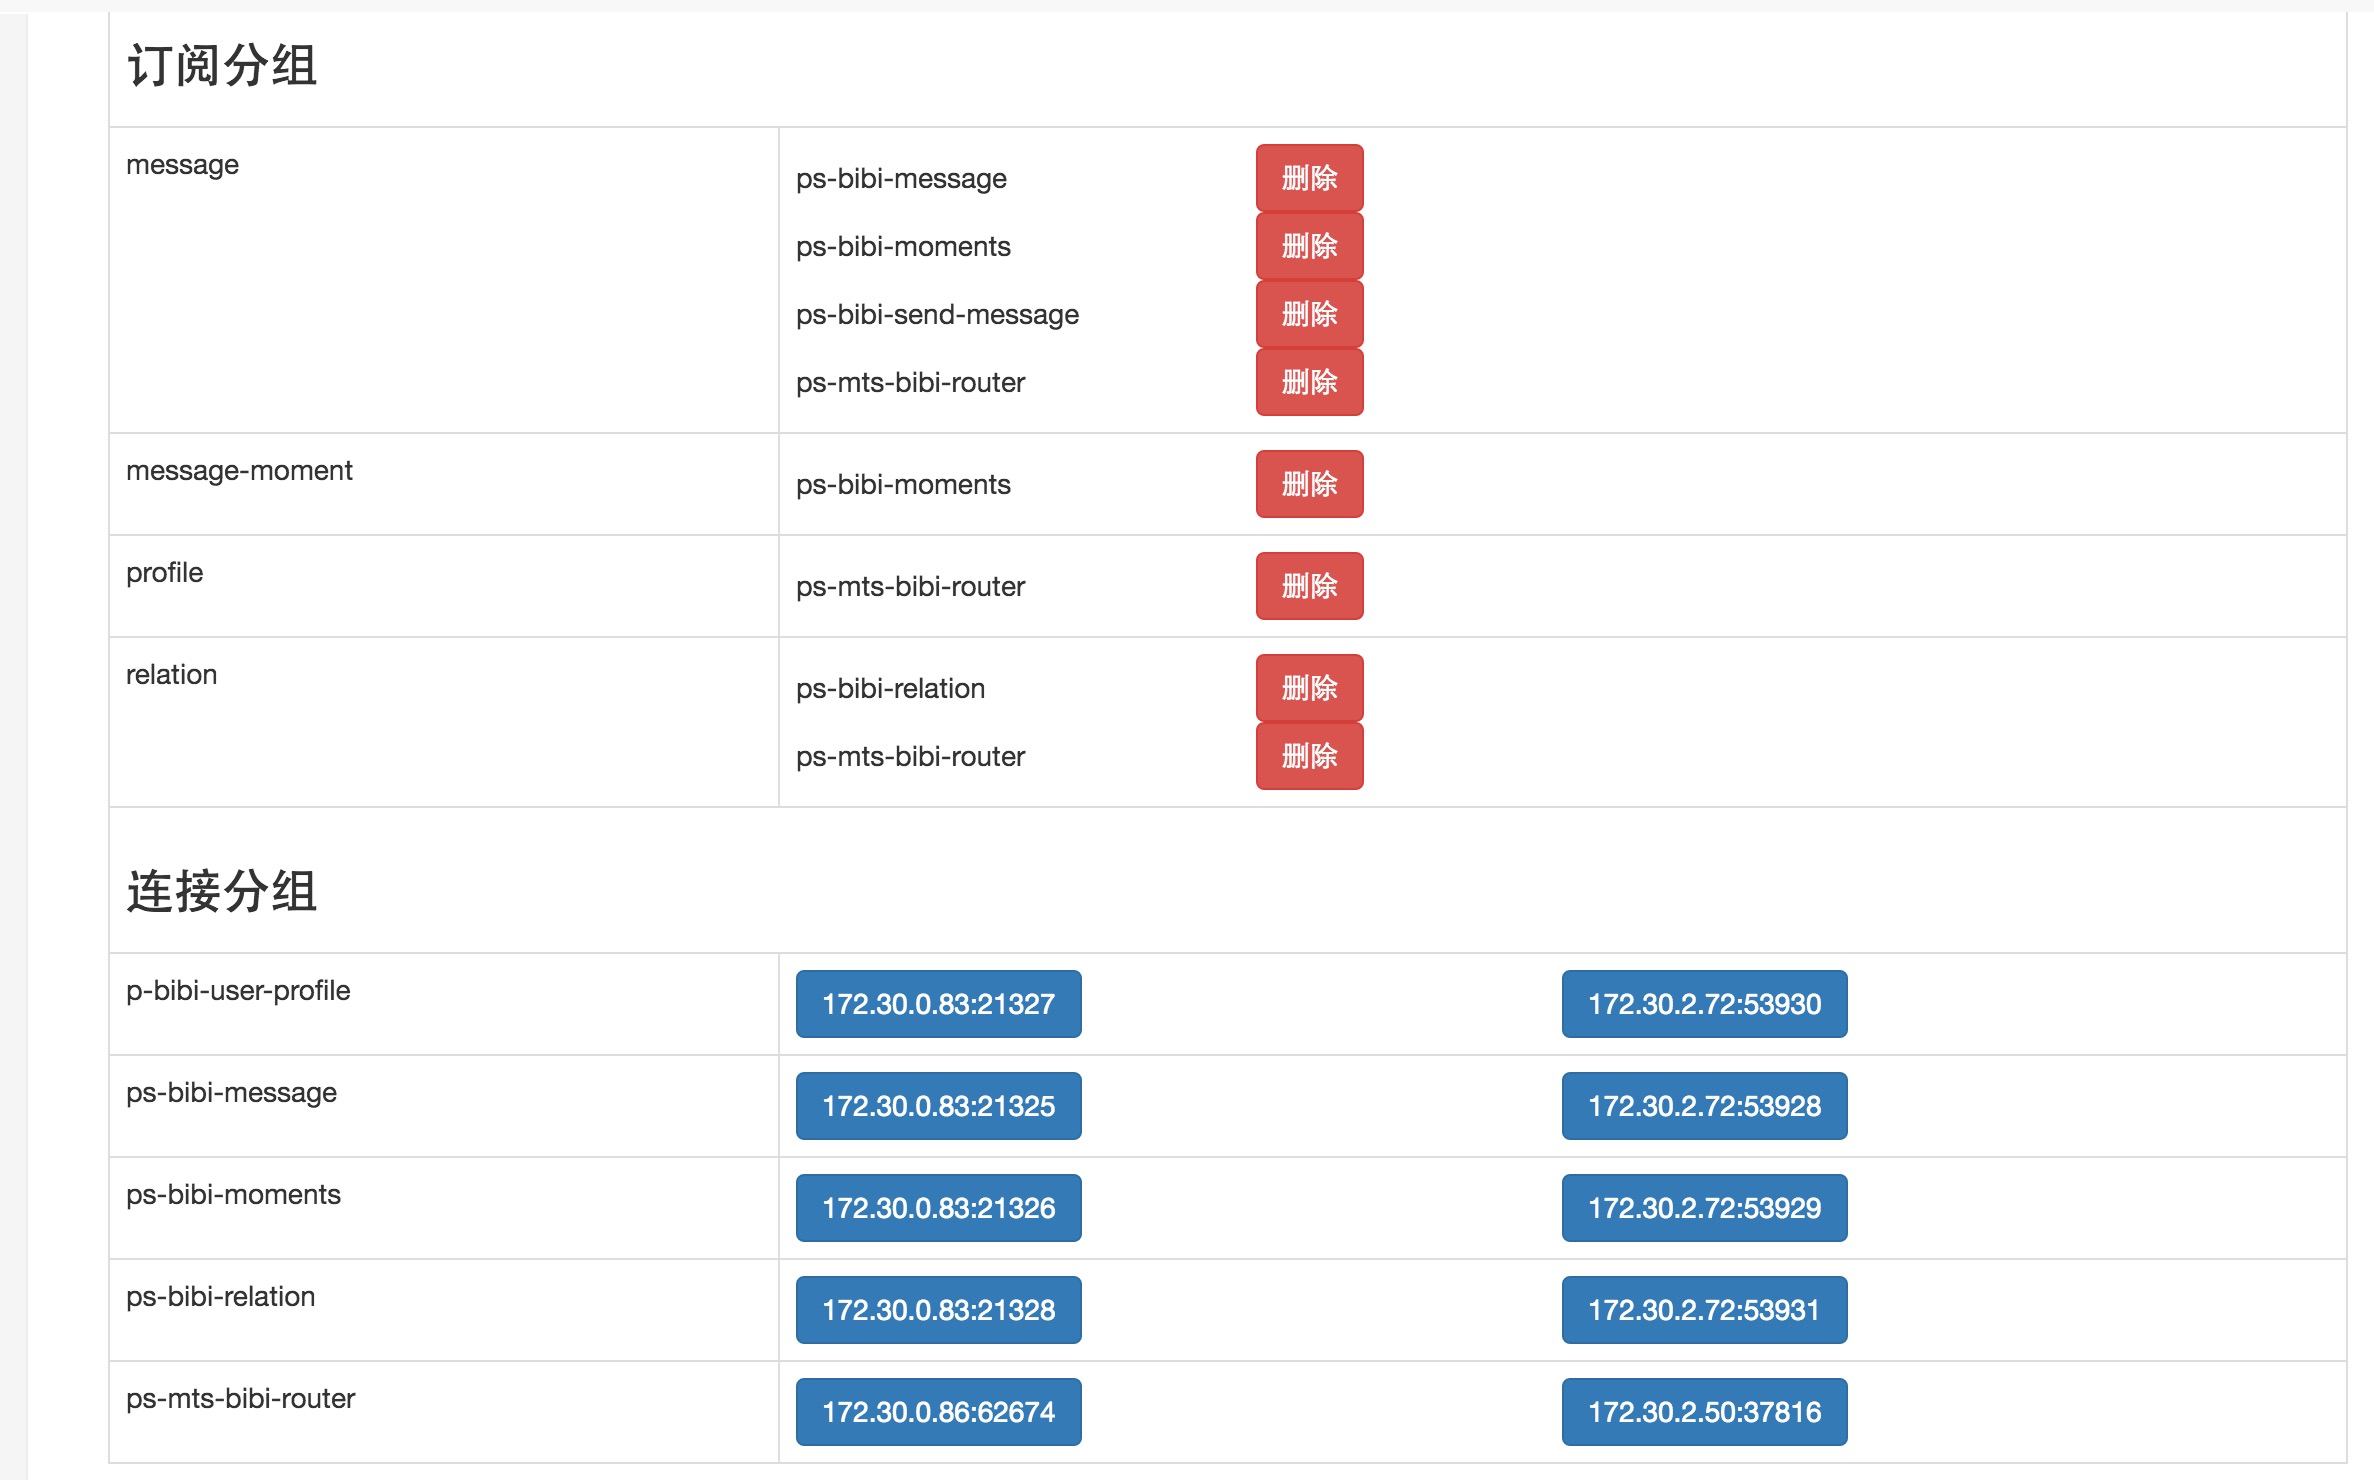 订阅分组
message
ps-bibi-message 删除
ps-bibi-moments 删除
ps-bibi-send-message 删除
ps-mts-bibi-router 删除
message-moment
ps-bibi-moments 删除
profile
ps-mts-bibi-router 删除
relation
ps-bibi-relation 删除
ps-mts-bibi-router 删除
连接分组
p-bibi-user-profile 172.30.0.83:21327 172.30.2.72:53930
ps-bibi-message 172.30.0.83:21325 172.30.2.72:53928
ps-bibi-moments 172.30.0.83:21326 172.30.2.72:53929
ps-bibi-relation 172.30.0.83:21328 172.30.2.72:53931
ps-mts-bibi-router 172.30.0.86:62674 172.30.2.50:37816